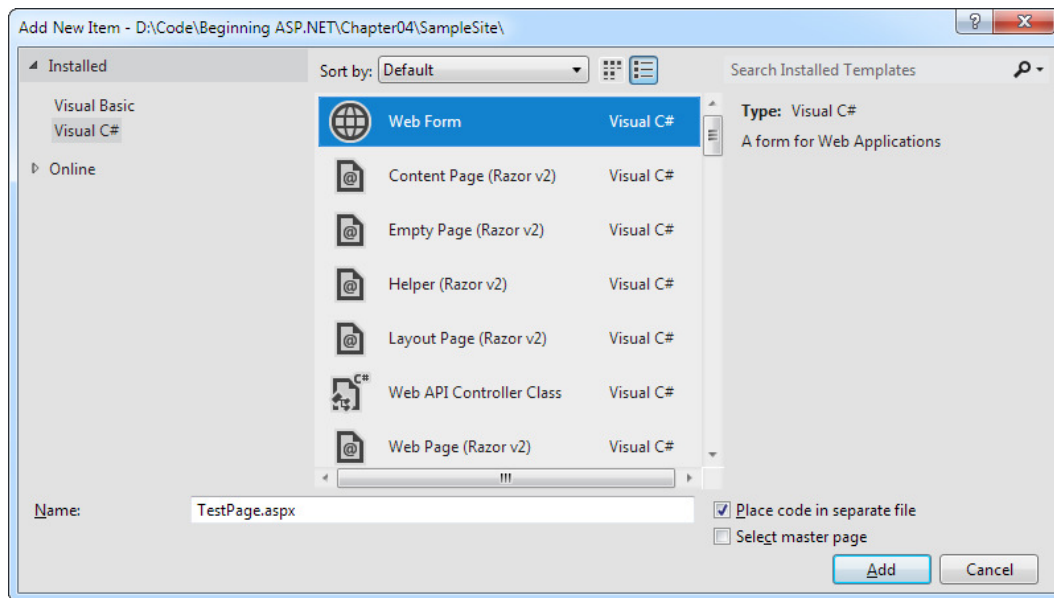 Add New Item - D:\Code\Beginning ASP.NET\Chapter04\SampleSite\
Installed
Visual Basic
Visual C#
Online
Sort by: Default
Search Installed Templates
Web Form Visual C#
Content Page (Razor v2) Visual C#
Empty Page (Razor v2) Visual C#
Helper (Razor v2) Visual C#
Layout Page (Razor v2) Visual C#
C#
Web API Controller Class Visual C#
Web Page (Razor v2) Visual C#
Type: Visual C#
A form for Web Applications
Name: TestPage.aspx
Place code in separate file
Select master page
Add Cancel